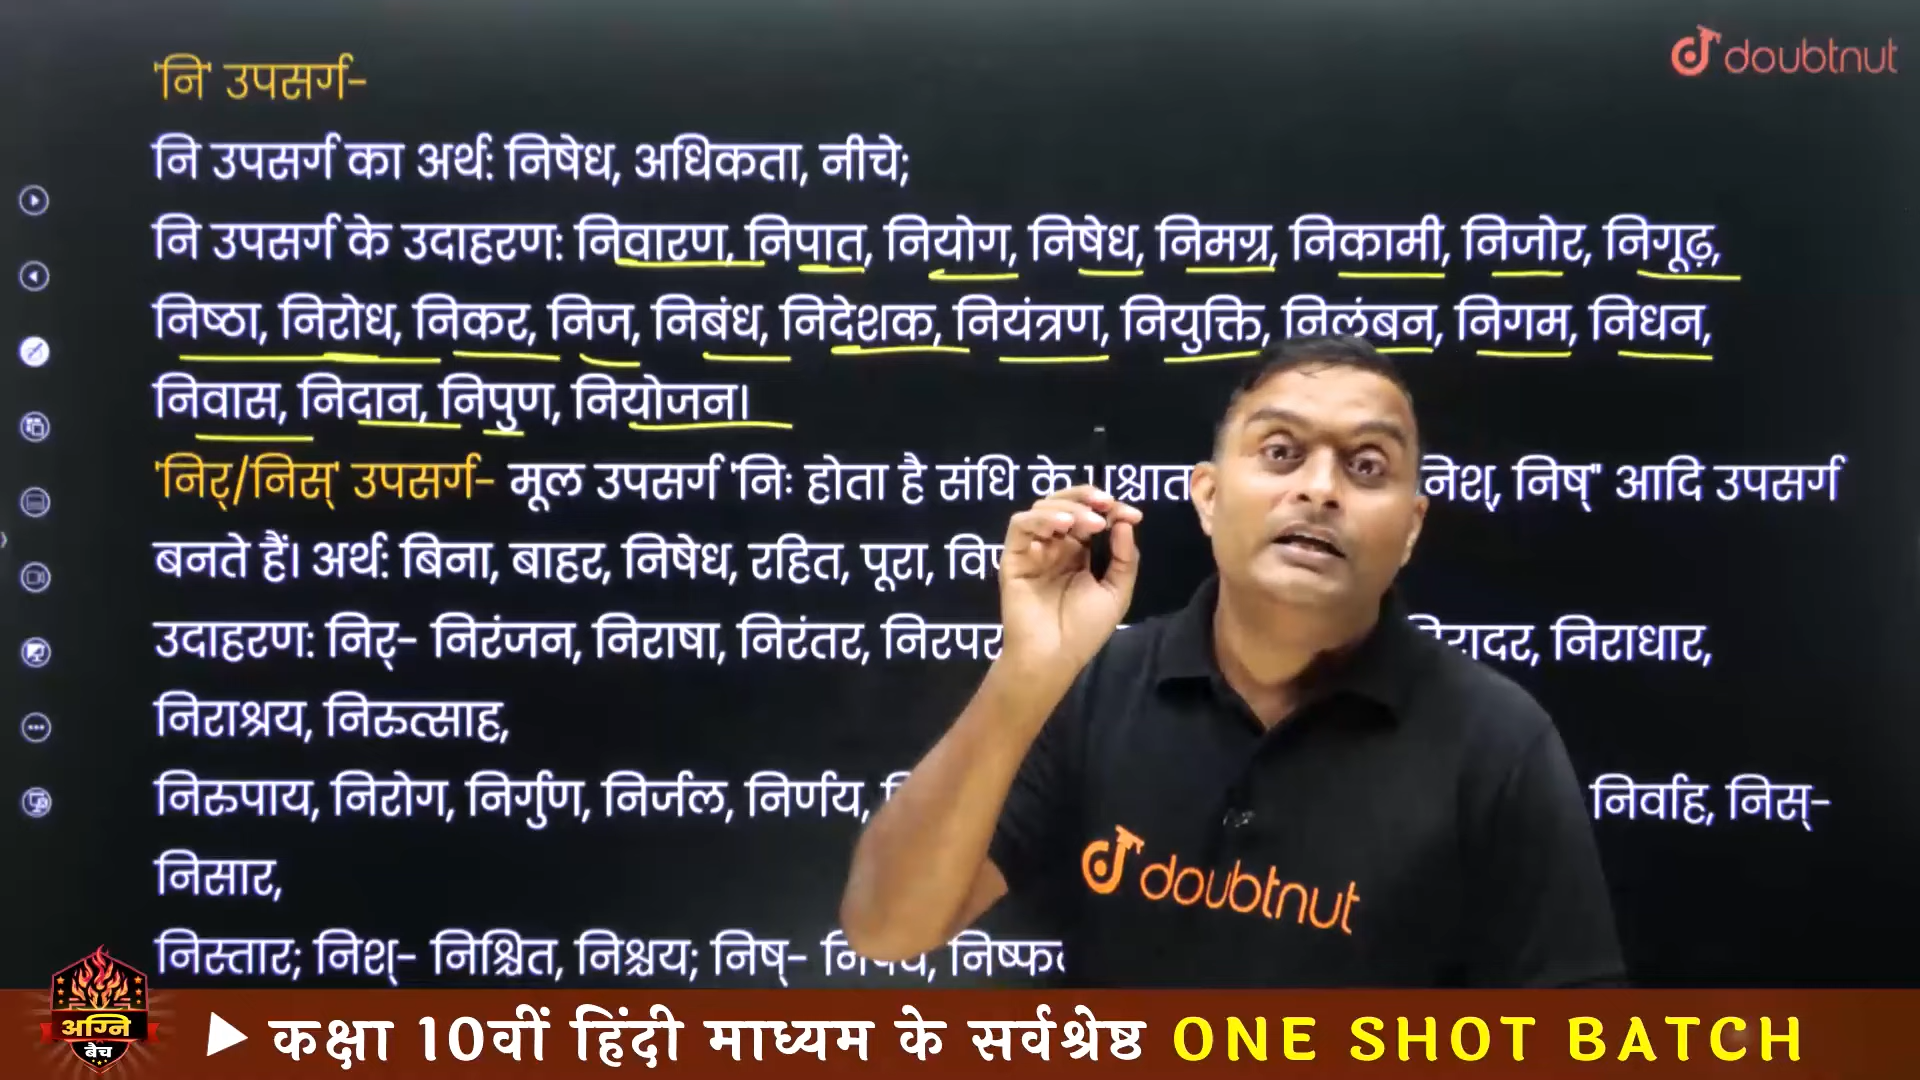 doubtnut
'नि' उपसर्ग-
नि उपसर्ग का अर्थ: निषेध, अधिकता, नीचे;
नि उपसर्ग के उदाहरण: निवारण, निपात, नियोग, निषेध, निमग्र, निकामी, निजोर, निगूढ़,
निष्ठा, निरोध, निकर, निज, निबंध, निदेशक, नियंत्रण, नियुक्ति, निलंबन, निगम, निधन,
निवास, निदान, निपुण, नियोजन।
'निर्/निस्' उपसर्ग- मूल उपसर्ग 'निः होता है संधि के पश्चात निश्, निष्" आदि उपसर्ग
बनते हैं। अर्थ: बिना, बाहर, निषेध, रहित, पूरा,
उदाहरण: निर्- निरंजन, निराषा, निरंतर, निरादर, निराधार,
निराश्रय, निरुत्साह,
निरुपाय, निरोग, निर्गुण, निर्जल, निर्णय, निर्वाह, निस्-
निसार,
निस्तार; निश्- निश्चित, निश्चय; निष्-
doubtnut
अग्नि
बैच
कक्षा 10वीं हिंदी माध्यम के सर्वश्रेष्ठ ONE SHOT BATCH